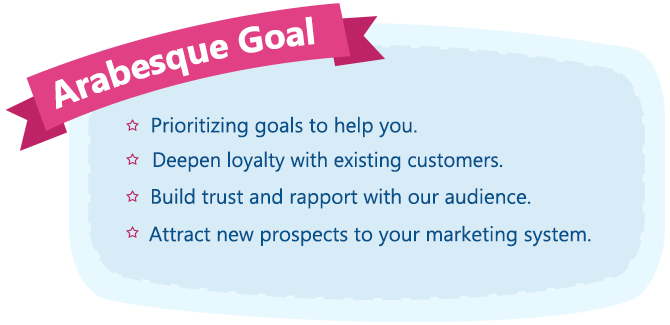 Arabesque Goal
Prioritizing goals to help you.
Deepen loyalty with existing customers.
Build trust and rapport with our audience.
Attract new prospects to your marketing system.